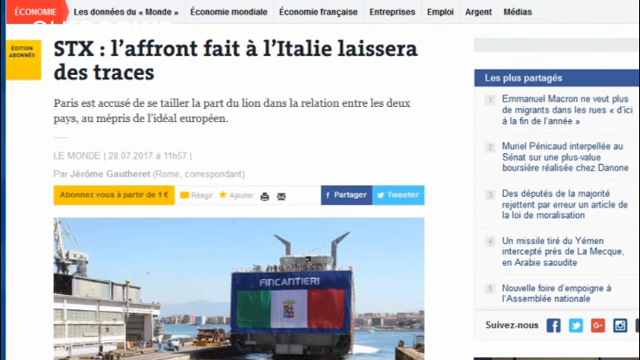 ÉCONOMIE
Les données du « Monde »
Économie mondiale
Économie française
Entreprises
Emploi
Argent
Médias
ÉDITION
ABONNÉS
STX : l’affront fait à l’Italie laissera
des traces
Paris est accusé de se tailler la part du lion dans la relation entre les deux
pays, au mépris de l’idéal européen.
LE MONDE | 28.07.2017 à 11h57 |
Par Jérôme Gautheret (Rome, correspondant)
Abonnez vous à partir de 1 €
Réagir
Ajouter
Partager
Tweeter
FINCANTIERI
Les plus partagés
1 Emmanuel Macron ne veut plus
de migrants dans les rues « d’ici
à la fin de l’année »
2 Muriel Pénicaud interpellée au
Sénat sur une plus-value
boursière réalisée chez Danone
3 Des députés de la majorité
rejettent par erreur un article de
la loi de moralisation
4 Un missile tiré du Yémen
intercepté près de La Mecque,
en Arabie saoudite
5 Nouvelle foire d’empoigne à
l’Assemblée nationale
Suivez-nous